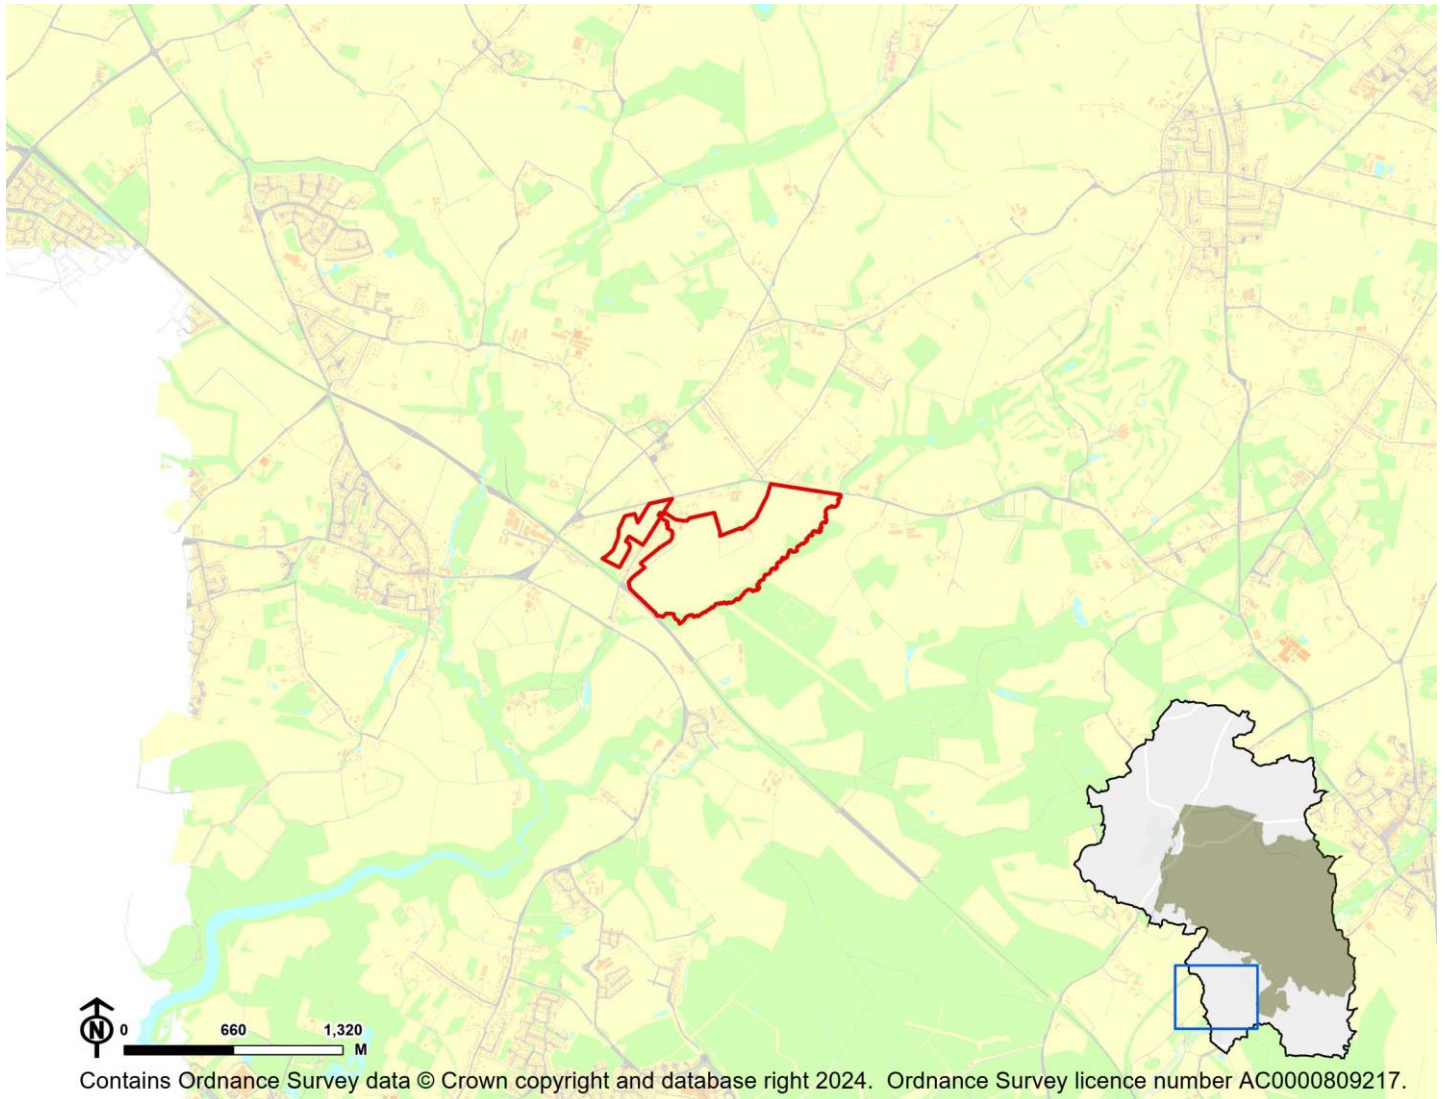 N
0 660 1,320
M
Contains Ordnance Survey data © Crown copyright and database right 2024. Ordnance Survey licence number AC0000809217.